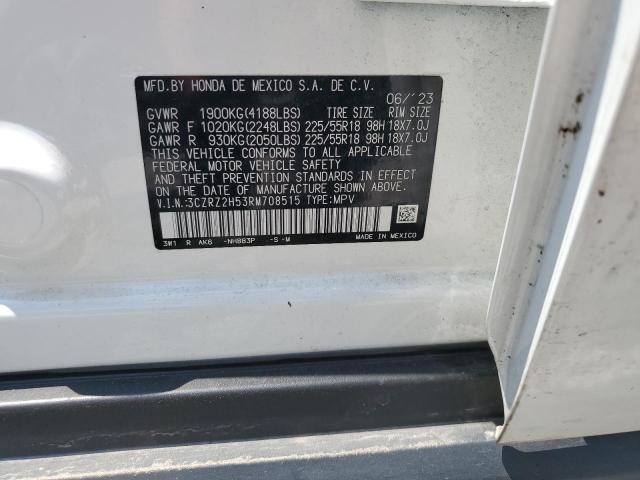 MFD.BY HONDA DE MEXICO S.A. DE C.V.
06/'23
GVWR 1900KG(4188LBS) TIRE SIZE RIM SIZE
GAWR F 1020KG(2248LBS) 225/55R18 98H 18X7.0J
GAWR R 930KG(2050LBS) 225/55R18 98H 18X7.0J
THIS VEHICLE CONFORMS TO ALL APPLICABLE
FEDERAL MOTOR VEHICLE SAFETY
AND THEFT PREVENTION STANDARDS IN EFFECT
ON THE DATE OF MANUFACTURE SHOWN ABOVE.
V.I.N.:3CZRZ2H53RM708515 TYPE:MPV
3W1 R AK6 -NH883P -S-M MADE IN MEXICO